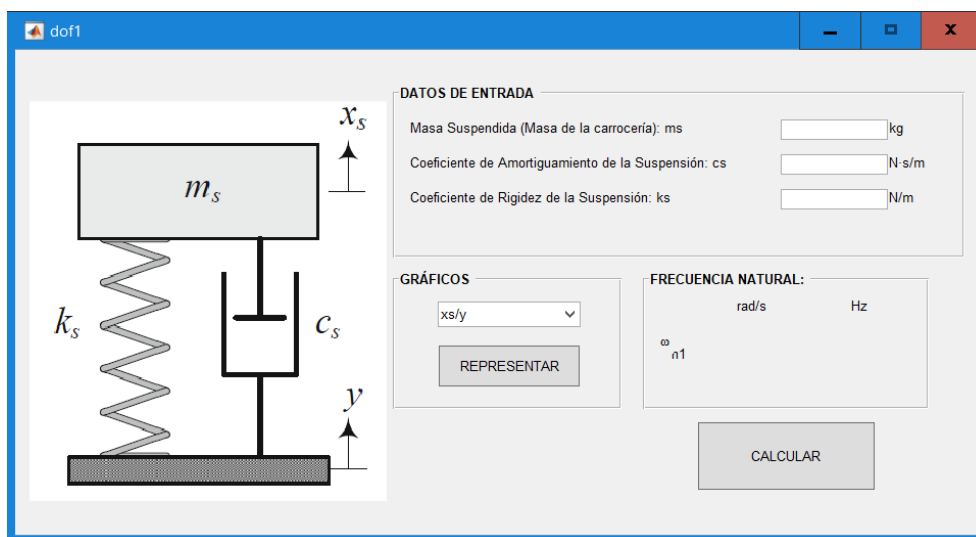 dof1
x_s
m_s
k_s
c_s
y
DATOS DE ENTRADA
Masa Suspendida (Masa de la carrocería): ms kg
Coeficiente de Amortiguamiento de la Suspensión: cs N·s/m
Coeficiente de Rigidez de la Suspensión: ks N/m
GRÁFICOS
xs/y
REPRESENTAR
FRECUENCIA NATURAL:
rad/s Hz
ω_n1
CALCULAR